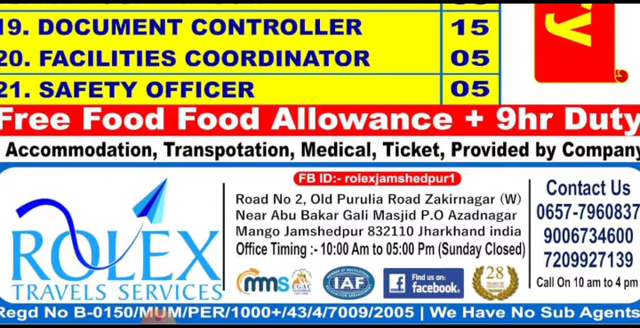 19. DOCUMENT CONTROLLER 15
20. FACILITIES COORDINATOR 05
21. SAFETY OFFICER 05
Free Food Food Allowance + 9hr Duty
Accommodation, Transpotation, Medical, Ticket, Provided by Company
FB ID:- rolexjamshedpur1
Road No 2, Old Purulia Road Zakirnagar (W)
Near Abu Bakar Gali Masjid P.O Azadnagar
Mango Jamshedpur 832110 Jharkhand india
Office Timing :- 10:00 Am to 05:00 Pm (Sunday Closed)
Contact Us
0657-7960837
9006734600
7209927139
Call On 10 am to 4 pm
ROLEX
TRAVELS SERVICES
mms
EGAC
IAF
Find us on:
facebook.
28
Regd No B-0150/MUM/PER/1000+/43/4/7009/2005 | We Have No Sub Agents